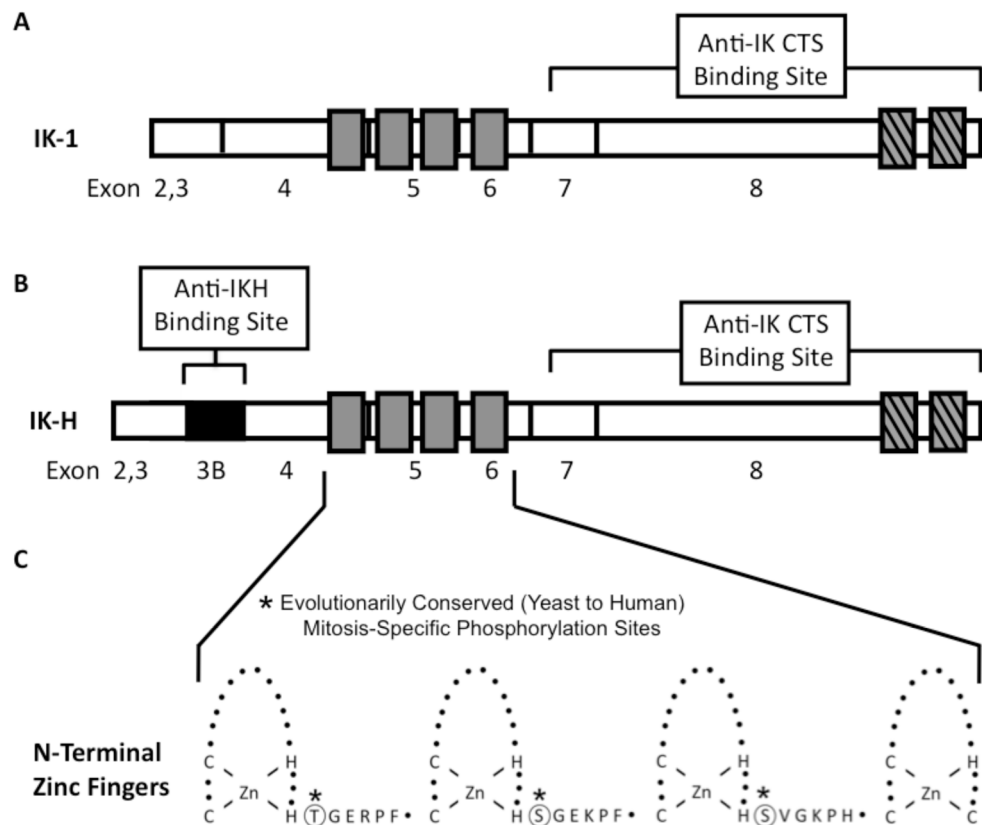 A
Anti-IK CTS
Binding Site
IK-1
Exon 2,3 4 5 6 7 8
B
Anti-IKH
Binding Site
Anti-IK CTS
Binding Site
IK-H
Exon 2,3 3B 4 5 6 7 8
C
* Evolutionarily Conserved (Yeast to Human)
Mitosis-Specific Phosphorylation Sites
N-Terminal
Zinc Fingers
C H C H C H C H
Zn Zn Zn Zn
* * *
C H T G E R P F • C H S G E K P F • C H S V G K P H • C C